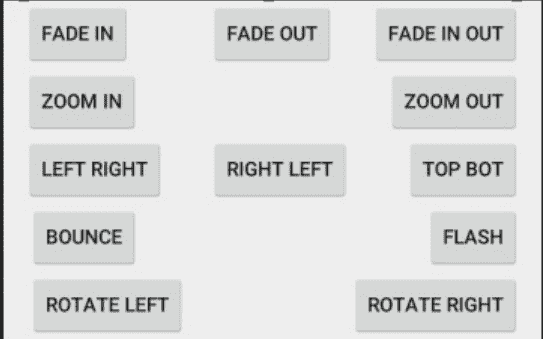 FADE IN FADE OUT FADE IN OUT
ZOOM IN ZOOM OUT
LEFT RIGHT RIGHT LEFT TOP BOT
BOUNCE FLASH
ROTATE LEFT ROTATE RIGHT